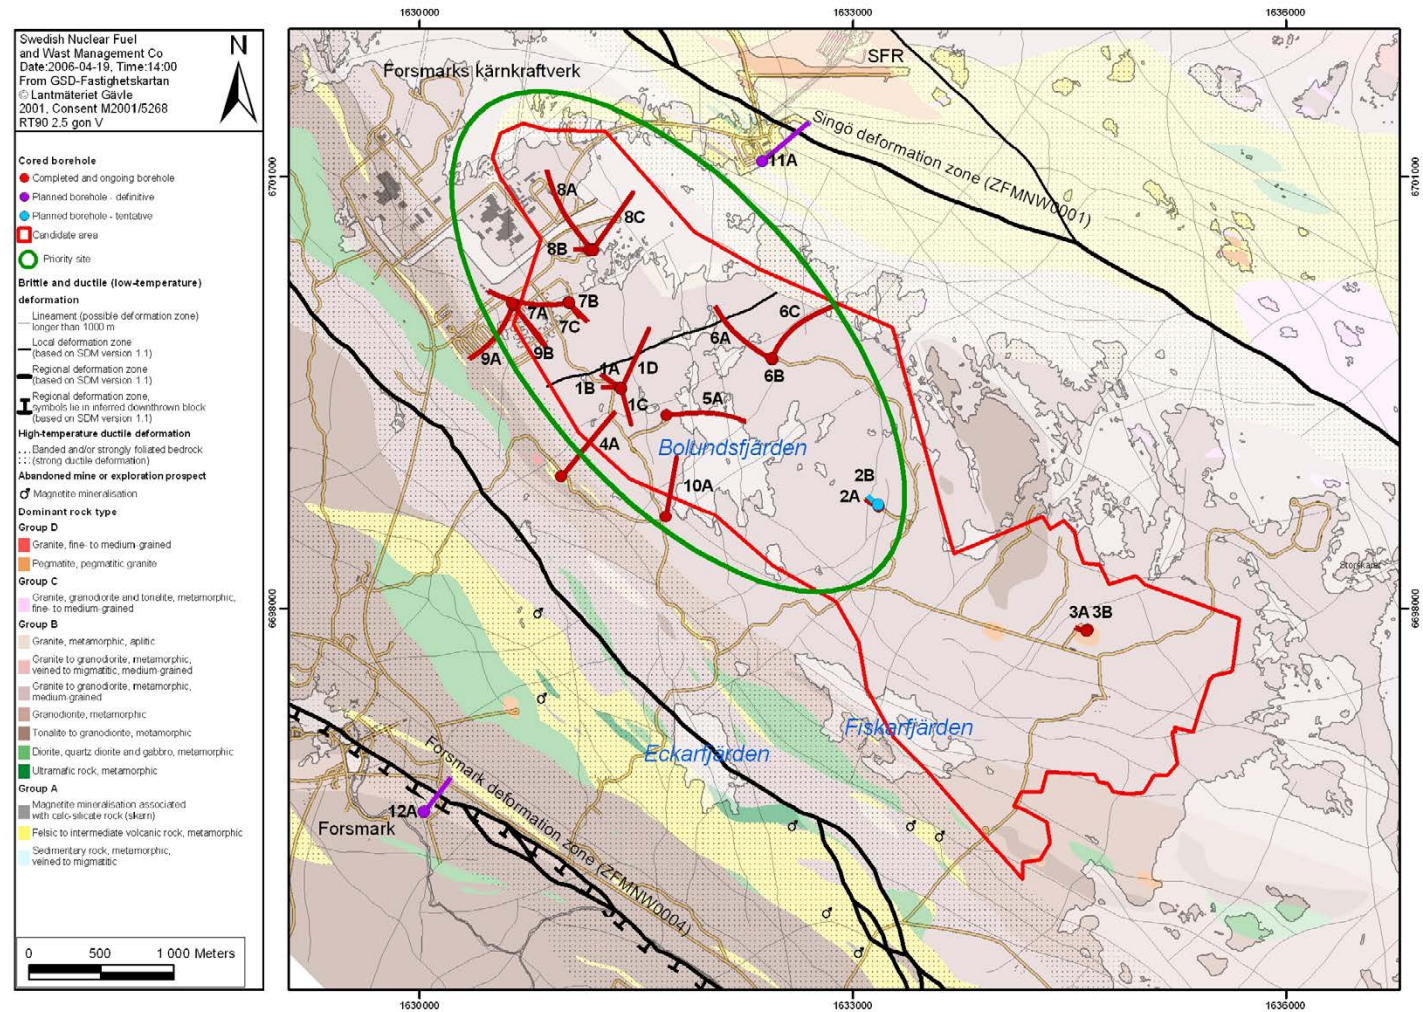 Swedish Nuclear Fuel
and Wast Management Co
Date:2006-04-19, Time:14:00
From GSD-Fastighetskartan
© Lantmäteriet Gävle
2001, Consent M2001/5268
RT90 2.5 gon V
N
Cored borehole
Completed and ongoing borehole
Planned borehole - definitive
Planned borehole - tentative
Candidate area
Priority site
Brittle and ductile (low-temperature)
deformation
Lineament (possible deformation zone)
longer than 1000 m
Local deformation zone
(based on SDM version 1.1)
Regional deformation zone
(based on SDM version 1.1)
Regional deformation zone,
symbols lie in inferred downthrown block
(based on SDM version 1.1)
High-temperature ductile deformation
Banded and/or strongly foliated bedrock
(strong ductile deformation)
Abandoned mine or exploration prospect
Magnetite mineralisation
Dominant rock type
Group D
Granite, fine- to medium-grained
Pegmatite, pegmatitic granite
Group C
Granite, granodiorite and tonalite, metamorphic,
fine- to medium-grained
Group B
Granite, metamorphic, aplitic
Granite to granodiorite, metamorphic,
veined to migmatitic, medium-grained
Granite to granodiorite, metamorphic,
medium-grained
Granodiorite, metamorphic
Tonalite to granodiorite, metamorphic
Diorite, quartz diorite and gabbro, metamorphic
Ultramafic rock, metamorphic
Group A
Magnetite mineralisation associated
with calc-silicate rock (skarn)
Felsic to intermediate volcanic rock, metamorphic
Sedimentary rock, metamorphic,
veined to migmatitic
0 500 1 000 Meters
1630000 1633000 1636000
Forsmarks kärnkraftverk
SFR
Singö deformation zone (ZFMNW0001)
11A
6701000 6701000
8A
8C
8B
7B
7A
7C
6C
6A
9A
9B
1A
1D
6B
1B
1C
5A
4A
Bolundsfjärden
2B
10A
2A
Storskäret
6698000 6698000
3A 3B
Fiskarfjärden
Eckarfjärden
Forsmark deformation zone (ZFMNW0004)
12A
Forsmark
1630000 1633000 1636000